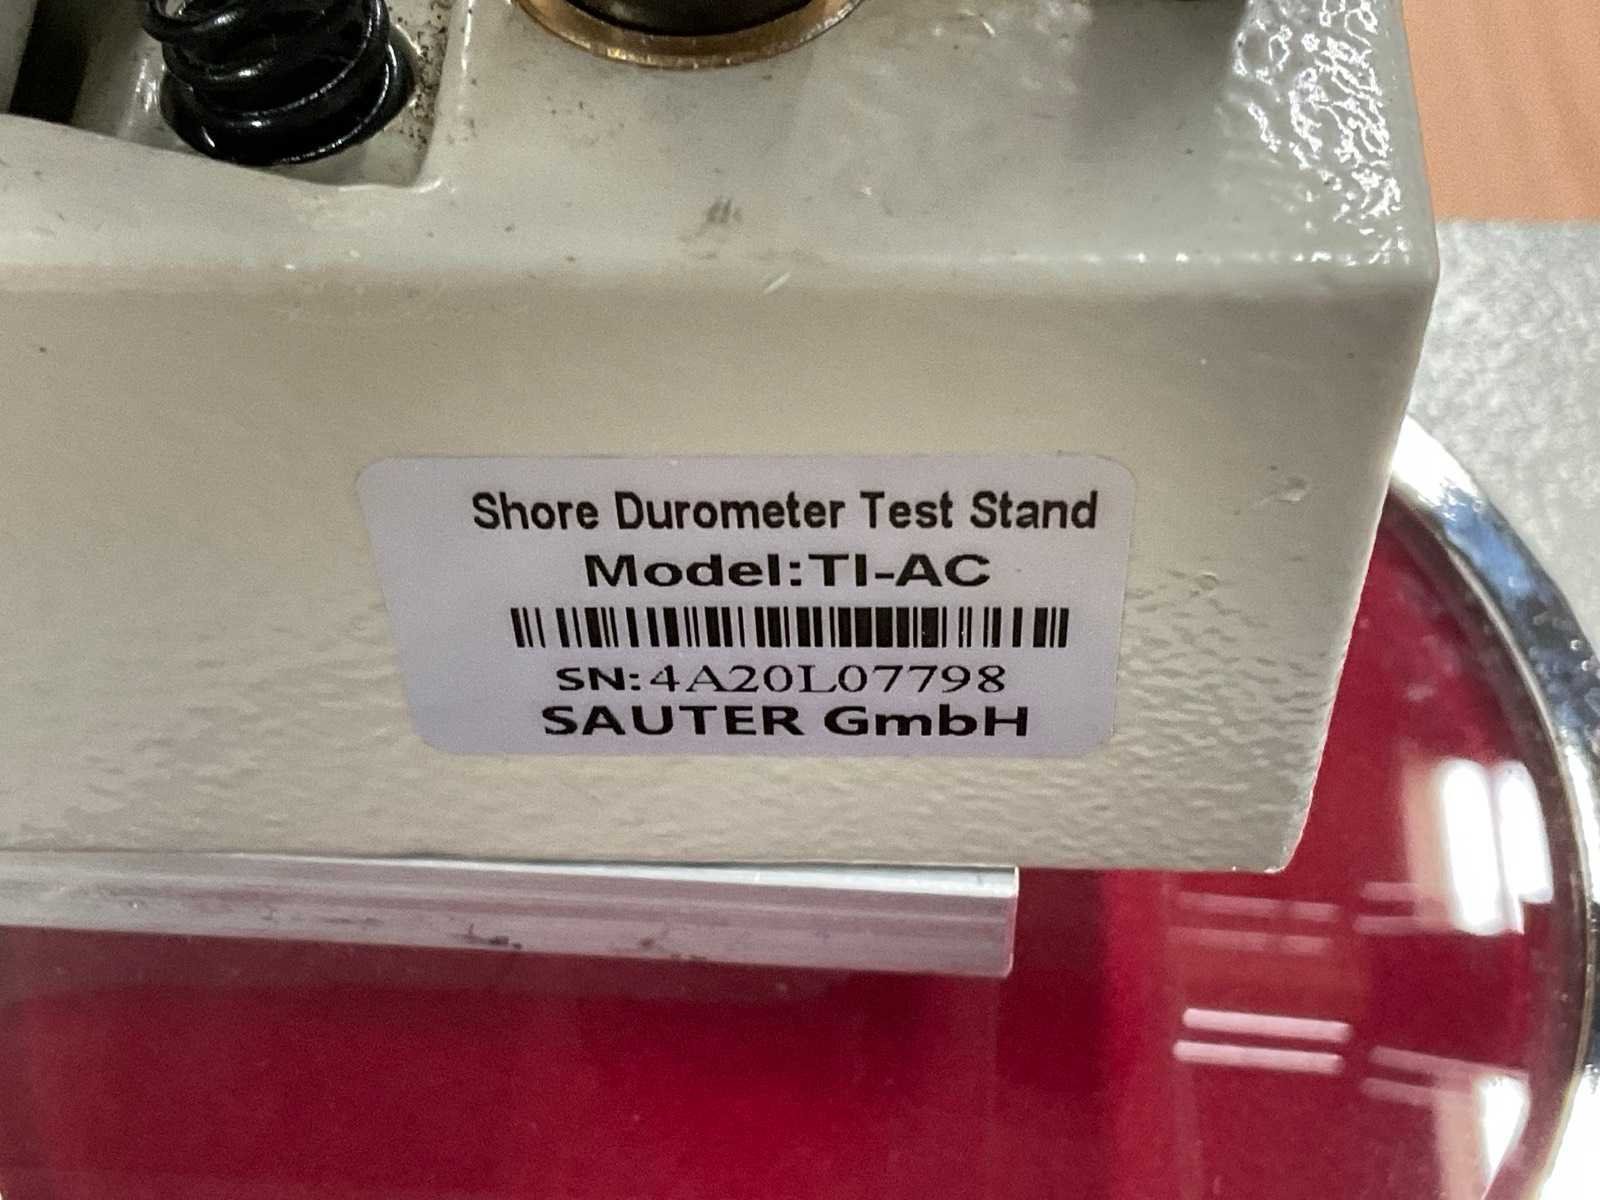 Shore Durometer Test Stand
Model:TI-AC
SN:4A20L07798
SAUTER GmbH